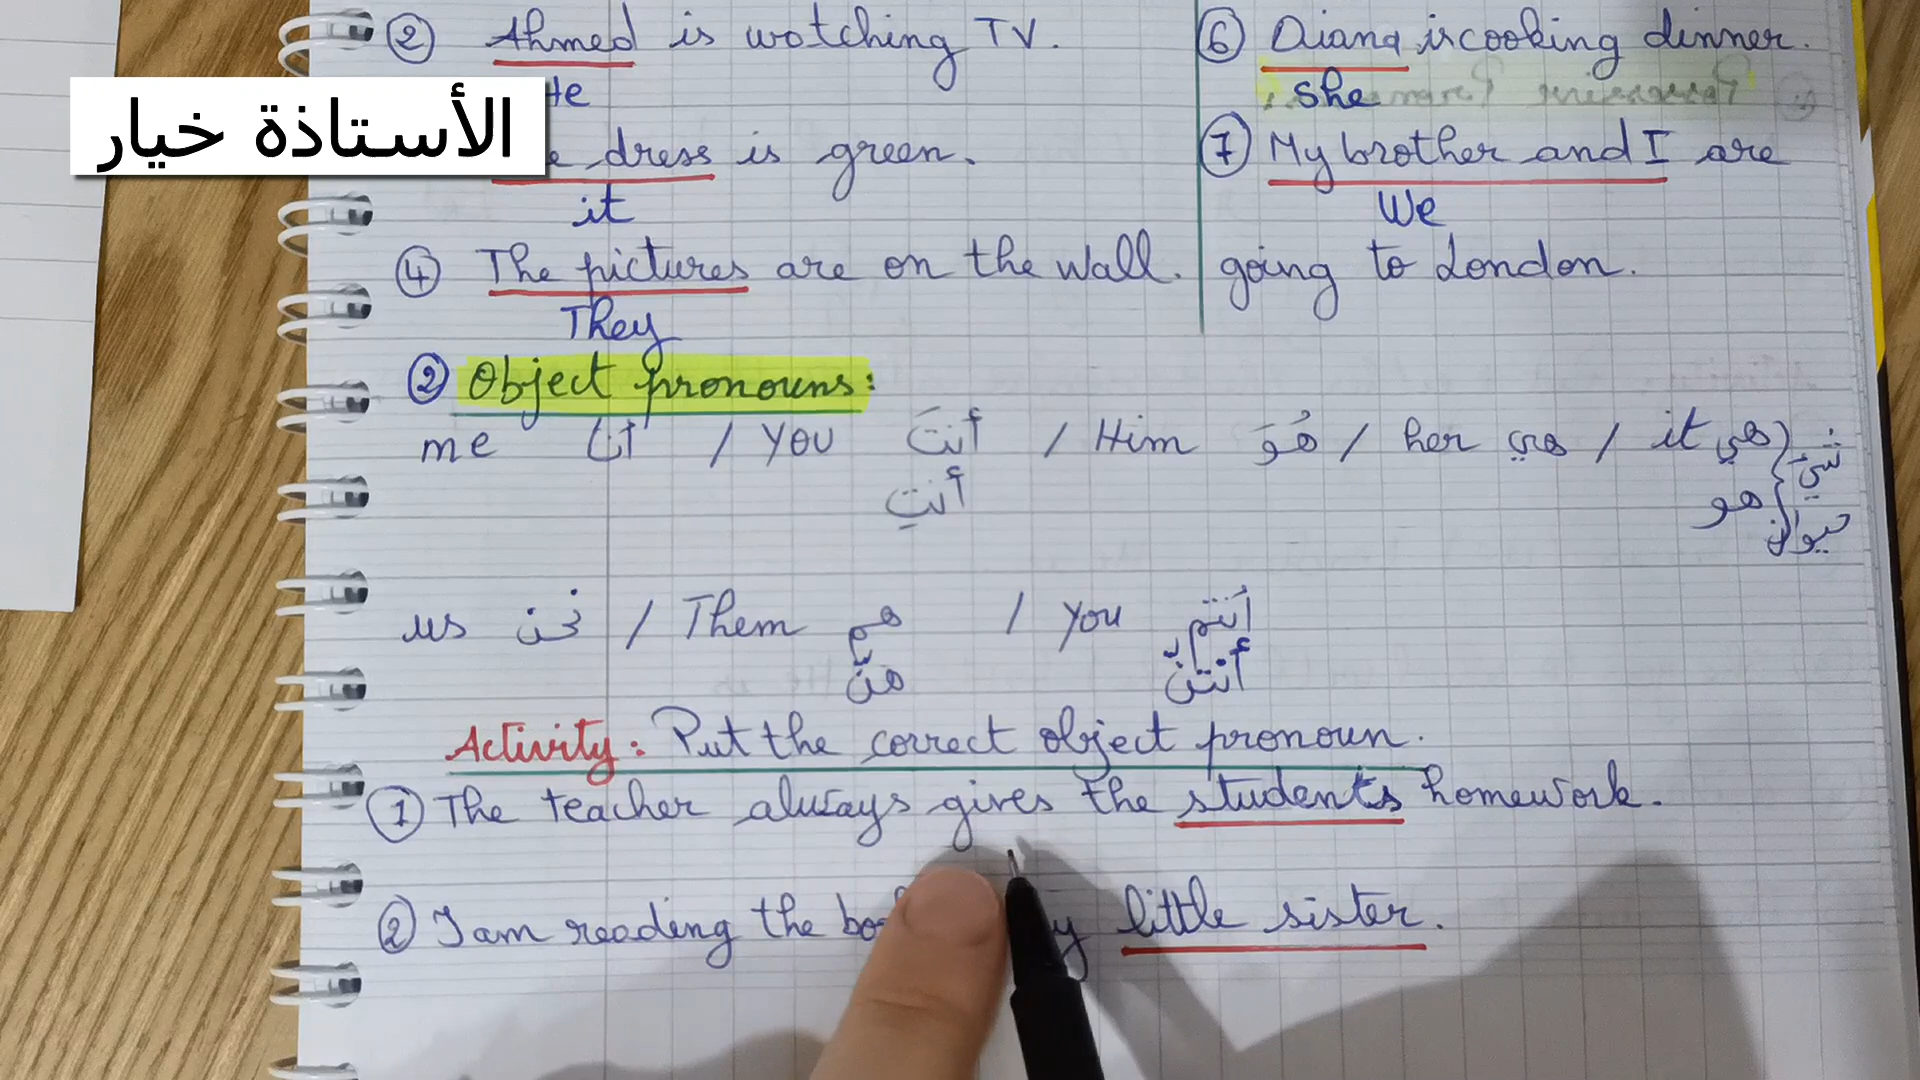 ② Ahmed is watching TV.
He
dress is green.
it
④ The pictures are on the wall.
They
⑥ Diana is cooking dinner.
she
⑦ My brother and I are
We
going to London.
الأستاذة خيار
② Object pronouns:
me أنا / You أنتَ / Him هُوَ / her هي / it هي شيء
أنتِ هو حيوان
us نحن / Them هم / You أنتم
هنّ أنتن
Activity: Put the correct object pronoun.
① The teacher always gives the students homework.
② I am reading the little sister.